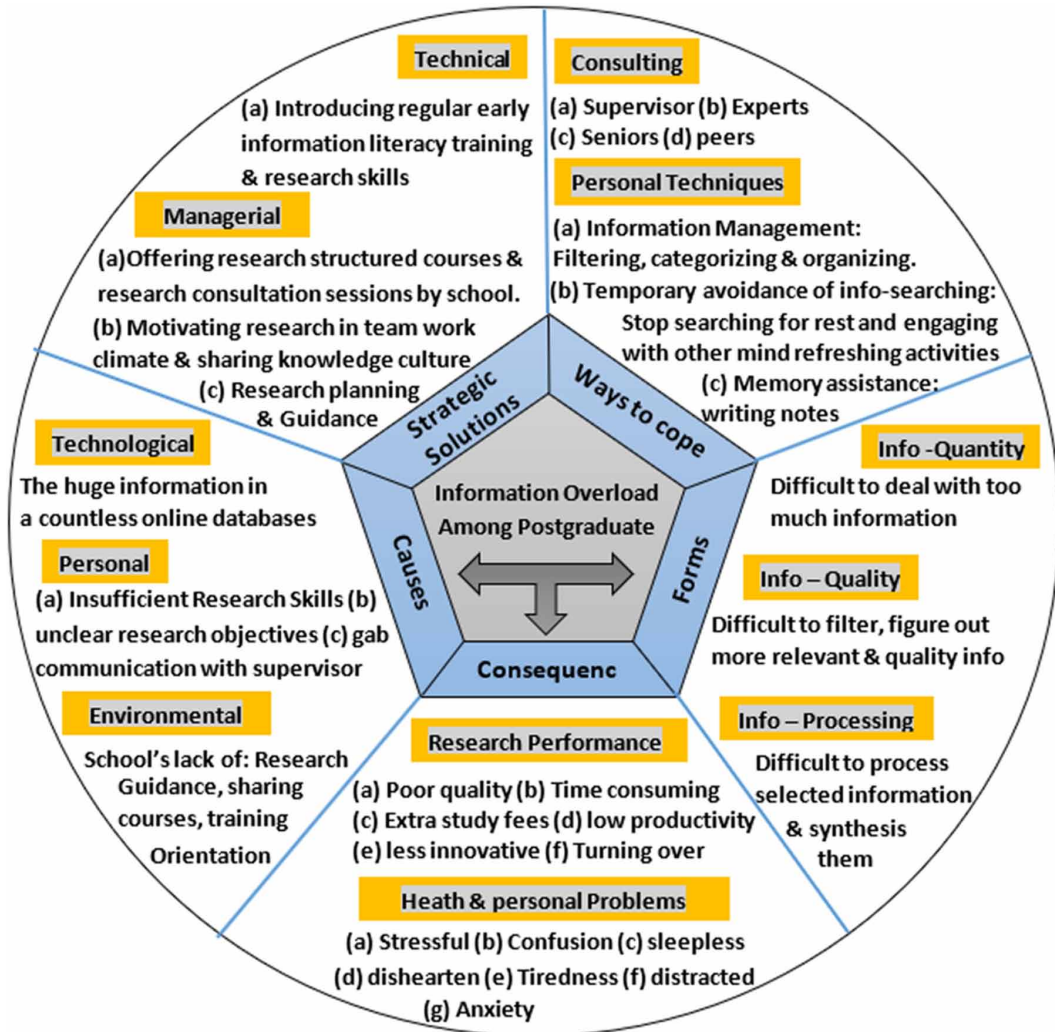 Technical
(a) Introducing regular early
information literacy training
& research skills
Managerial
(a)Offering research structured courses &
research consultation sessions by school.
(b) Motivating research in team work
climate & sharing knowledge culture
(c) Research planning
& Guidance
Consulting
(a) Supervisor (b) Experts
(c) Seniors (d) peers
Personal Techniques
(a) Information Management:
Filtering, categorizing & organizing.
(b) Temporary avoidance of info-searching:
Stop searching for rest and engaging
with other mind refreshing activities
(c) Memory assistance:
writing notes
Strategic
Solutions
Ways to cope
Information Overload
Among Postgraduate
Causes
Forms
Consequenc
Technological
The huge information in
a countless online databases
Personal
(a) Insufficient Research Skills (b)
unclear research objectives (c) gab
communication with supervisor
Environmental
School's lack of: Research
Guidance, sharing
courses, training
Orientation
Info -Quantity
Difficult to deal with too
much information
Info – Quality
Difficult to filter, figure out
more relevant & quality info
Info – Processing
Difficult to process
selected information
& synthesis
them
Research Performance
(a) Poor quality (b) Time consuming
(c) Extra study fees (d) low productivity
(e) less innovative (f) Turning over
Heath & personal Problems
(a) Stressful (b) Confusion (c) sleepless
(d) dishearten (e) Tiredness (f) distracted
(g) Anxiety